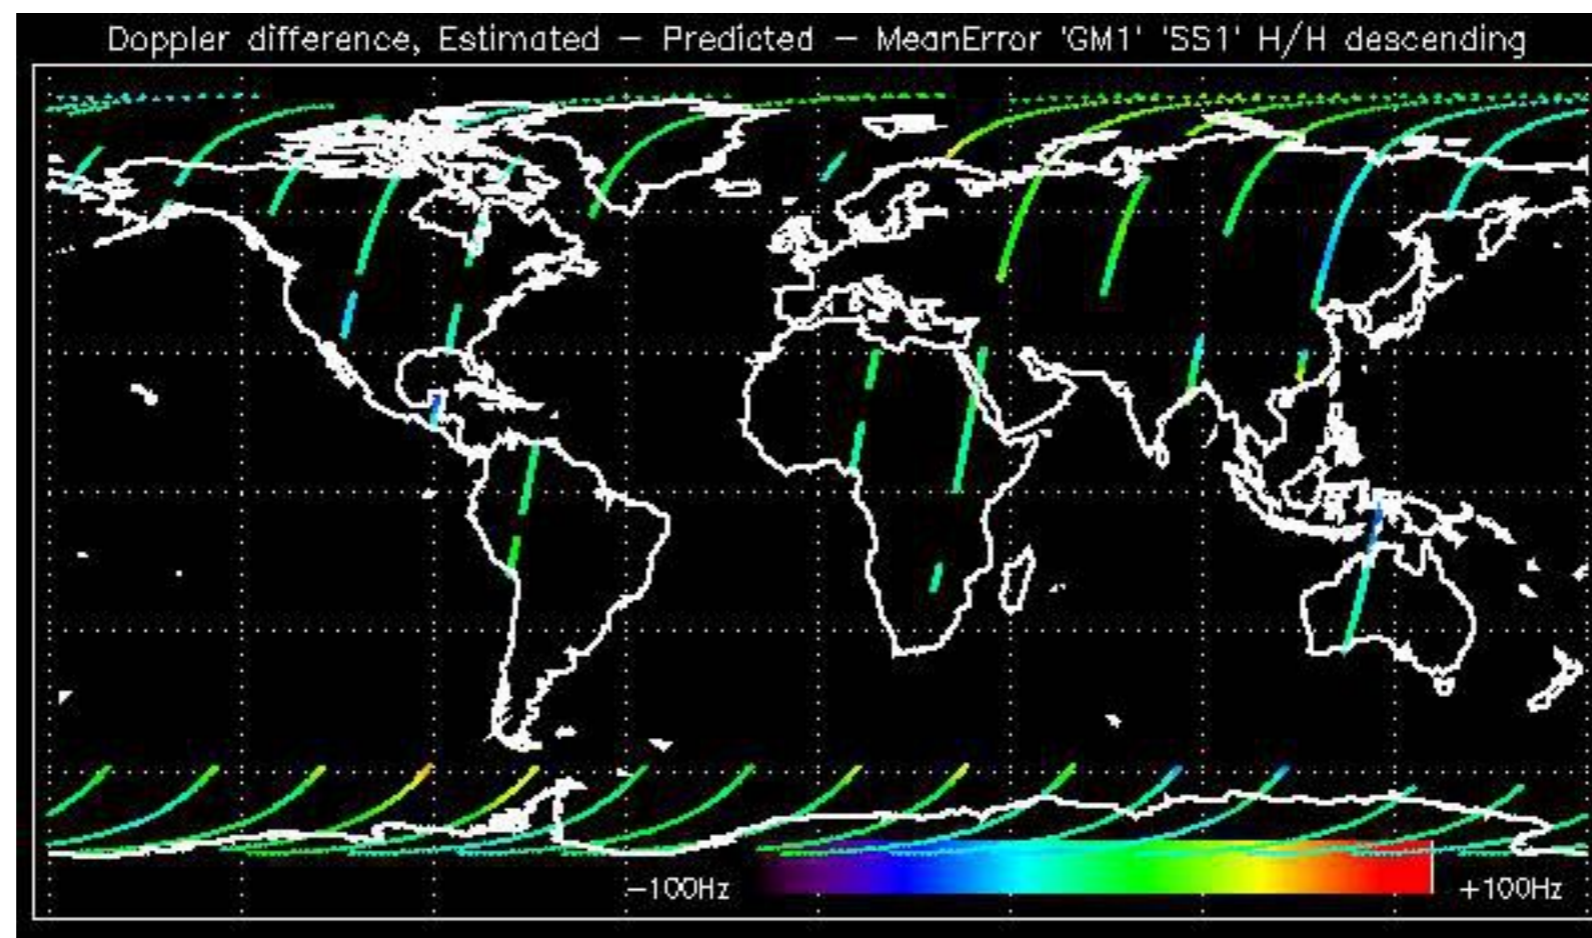 Doppler difference, Estimated – Predicted – MeanError 'GM1' 'SS1' H/H descending
–100Hz
+100Hz